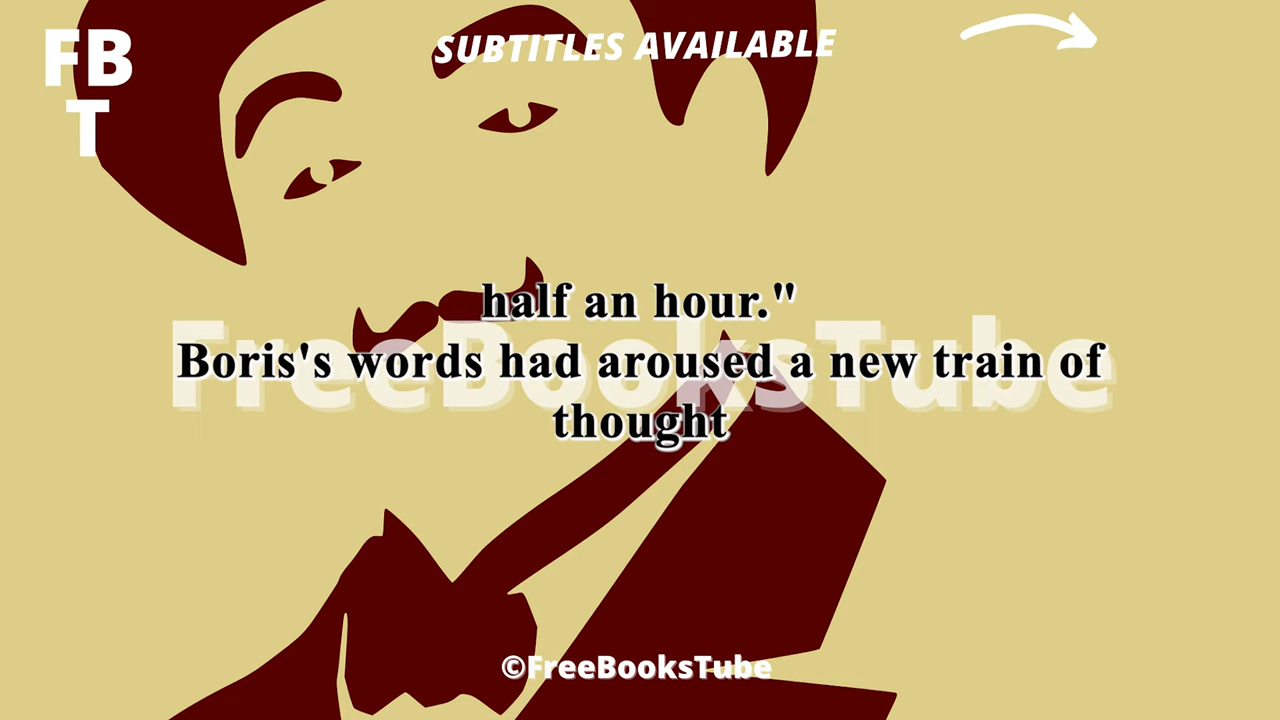 FB
T
SUBTITLES AVAILABLE
half an hour."
FreeBooksTube
Boris's words had aroused a new train of
thought
©FreeBooksTube